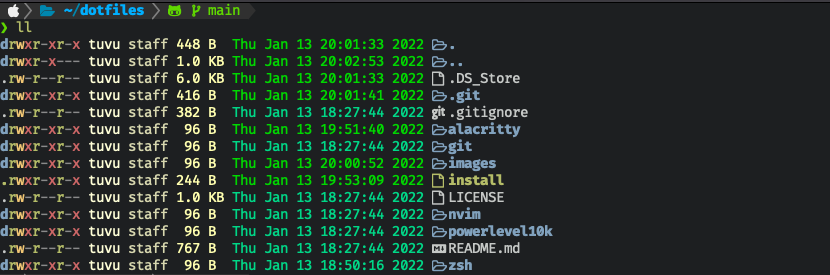 ~/dotfiles main
❯ ll
drwxr-xr-x tuvu staff 448 B  Thu Jan 13 20:01:33 2022 .
drwxr-x--- tuvu staff 1.0 KB Thu Jan 13 20:02:53 2022 ..
.rw-r--r-- tuvu staff 6.0 KB Thu Jan 13 20:01:33 2022 .DS_Store
drwxr-xr-x tuvu staff 416 B  Thu Jan 13 20:01:41 2022 .git
.rw-r--r-- tuvu staff 382 B  Thu Jan 13 18:27:44 2022 git .gitignore
drwxr-xr-x tuvu staff  96 B  Thu Jan 13 19:51:40 2022 alacritty
drwxr-xr-x tuvu staff  96 B  Thu Jan 13 18:27:44 2022 git
drwxr-xr-x tuvu staff  96 B  Thu Jan 13 20:00:52 2022 images
.rwxr-xr-x tuvu staff 244 B  Thu Jan 13 19:53:09 2022 install
.rw-r--r-- tuvu staff 1.0 KB Thu Jan 13 18:27:44 2022 LICENSE
drwxr-xr-x tuvu staff  96 B  Thu Jan 13 18:27:44 2022 nvim
drwxr-xr-x tuvu staff  96 B  Thu Jan 13 18:27:44 2022 powerlevel10k
.rw-r--r-- tuvu staff 767 B  Thu Jan 13 18:27:44 2022 README.md
drwxr-xr-x tuvu staff  96 B  Thu Jan 13 18:50:16 2022 zsh